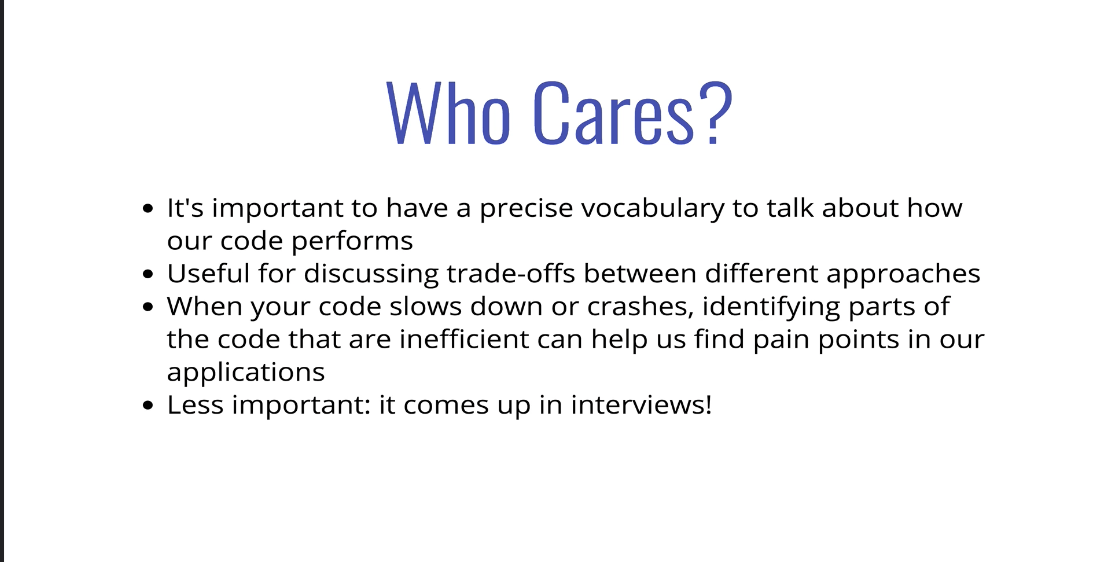 Who Cares?
• It's important to have a precise vocabulary to talk about how
our code performs
• Useful for discussing trade-offs between different approaches
• When your code slows down or crashes, identifying parts of
the code that are inefficient can help us find pain points in our
applications
• Less important: it comes up in interviews!